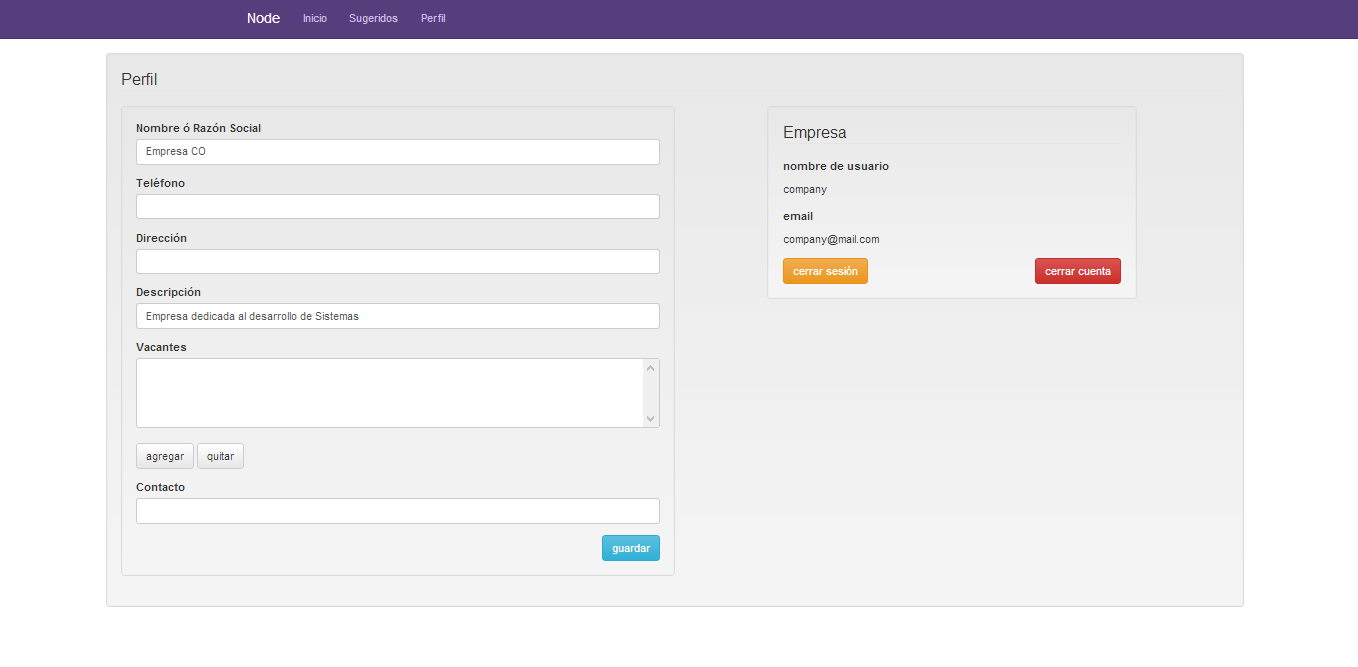 Node Inicio Sugeridos Perfil
Perfil
Nombre ó Razón Social
Empresa CO
Teléfono
Dirección
Descripción
Empresa dedicada al desarrollo de Sistemas
Vacantes
agregar quitar
Contacto
guardar
Empresa
nombre de usuario
company
email
company@mail.com
cerrar sesión cerrar cuenta